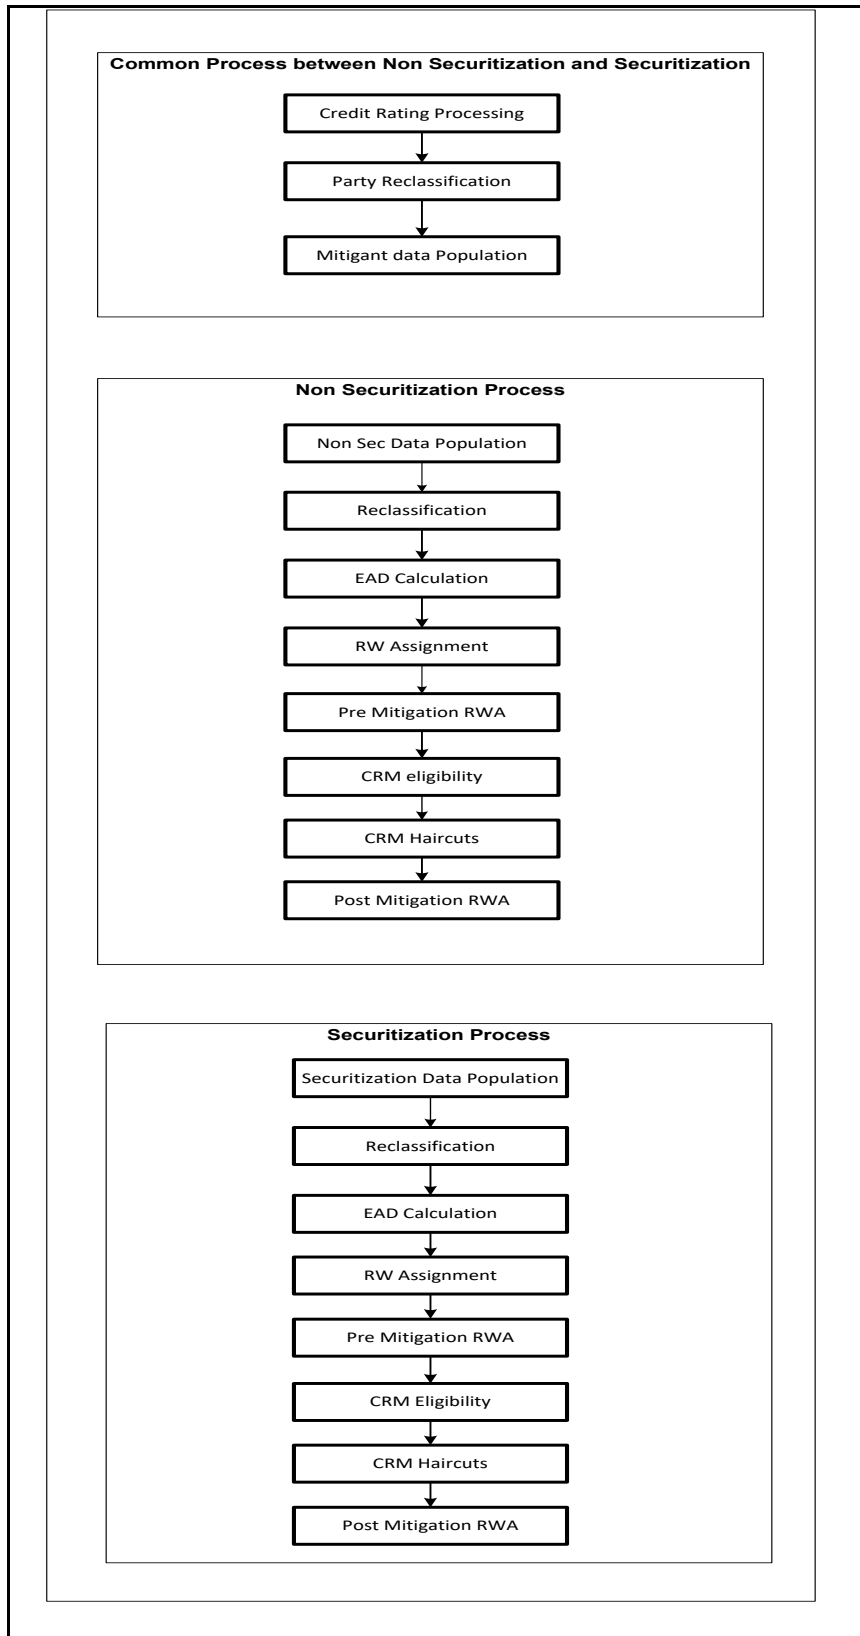 Common Process between Non Securitization and Securitization
Credit Rating Processing
Party Reclassification
Mitigant data Population
Non Securitization Process
Non Sec Data Population
Reclassification
EAD Calculation
RW Assignment
Pre Mitigation RWA
CRM eligibility
CRM Haircuts
Post Mitigation RWA
Securitization Process
Securitization Data Population
Reclassification
EAD Calculation
RW Assignment
Pre Mitigation RWA
CRM Eligibility
CRM Haircuts
Post Mitigation RWA